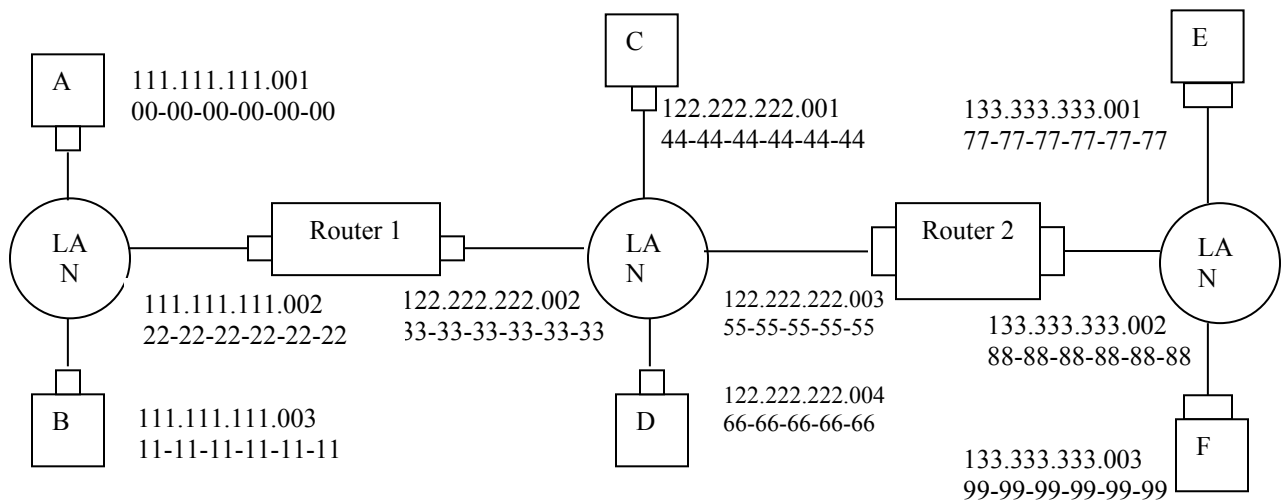 A
111.111.111.001
00-00-00-00-00-00
C
122.222.222.001
44-44-44-44-44-44
E
133.333.333.001
77-77-77-77-77-77
LA
N
Router 1
LA
N
Router 2
LA
N
111.111.111.002
22-22-22-22-22-22
122.222.222.002
33-33-33-33-33-33
122.222.222.003
55-55-55-55-55
133.333.333.002
88-88-88-88-88-88
B
111.111.111.003
11-11-11-11-11-11
D
122.222.222.004
66-66-66-66-66
F
133.333.333.003
99-99-99-99-99-99